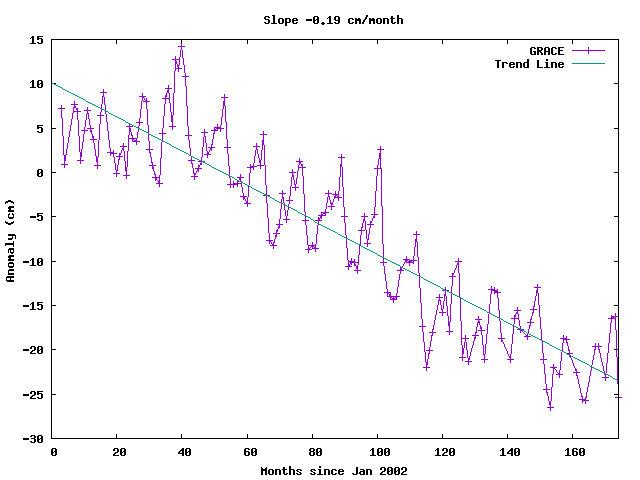 Slope -0.19 cm/month
GRACE
Trend Line
15
10
5
0
-5
-10
-15
-20
-25
-30
Anomaly (cm)
0 20 40 60 80 100 120 140 160
Months since Jan 2002